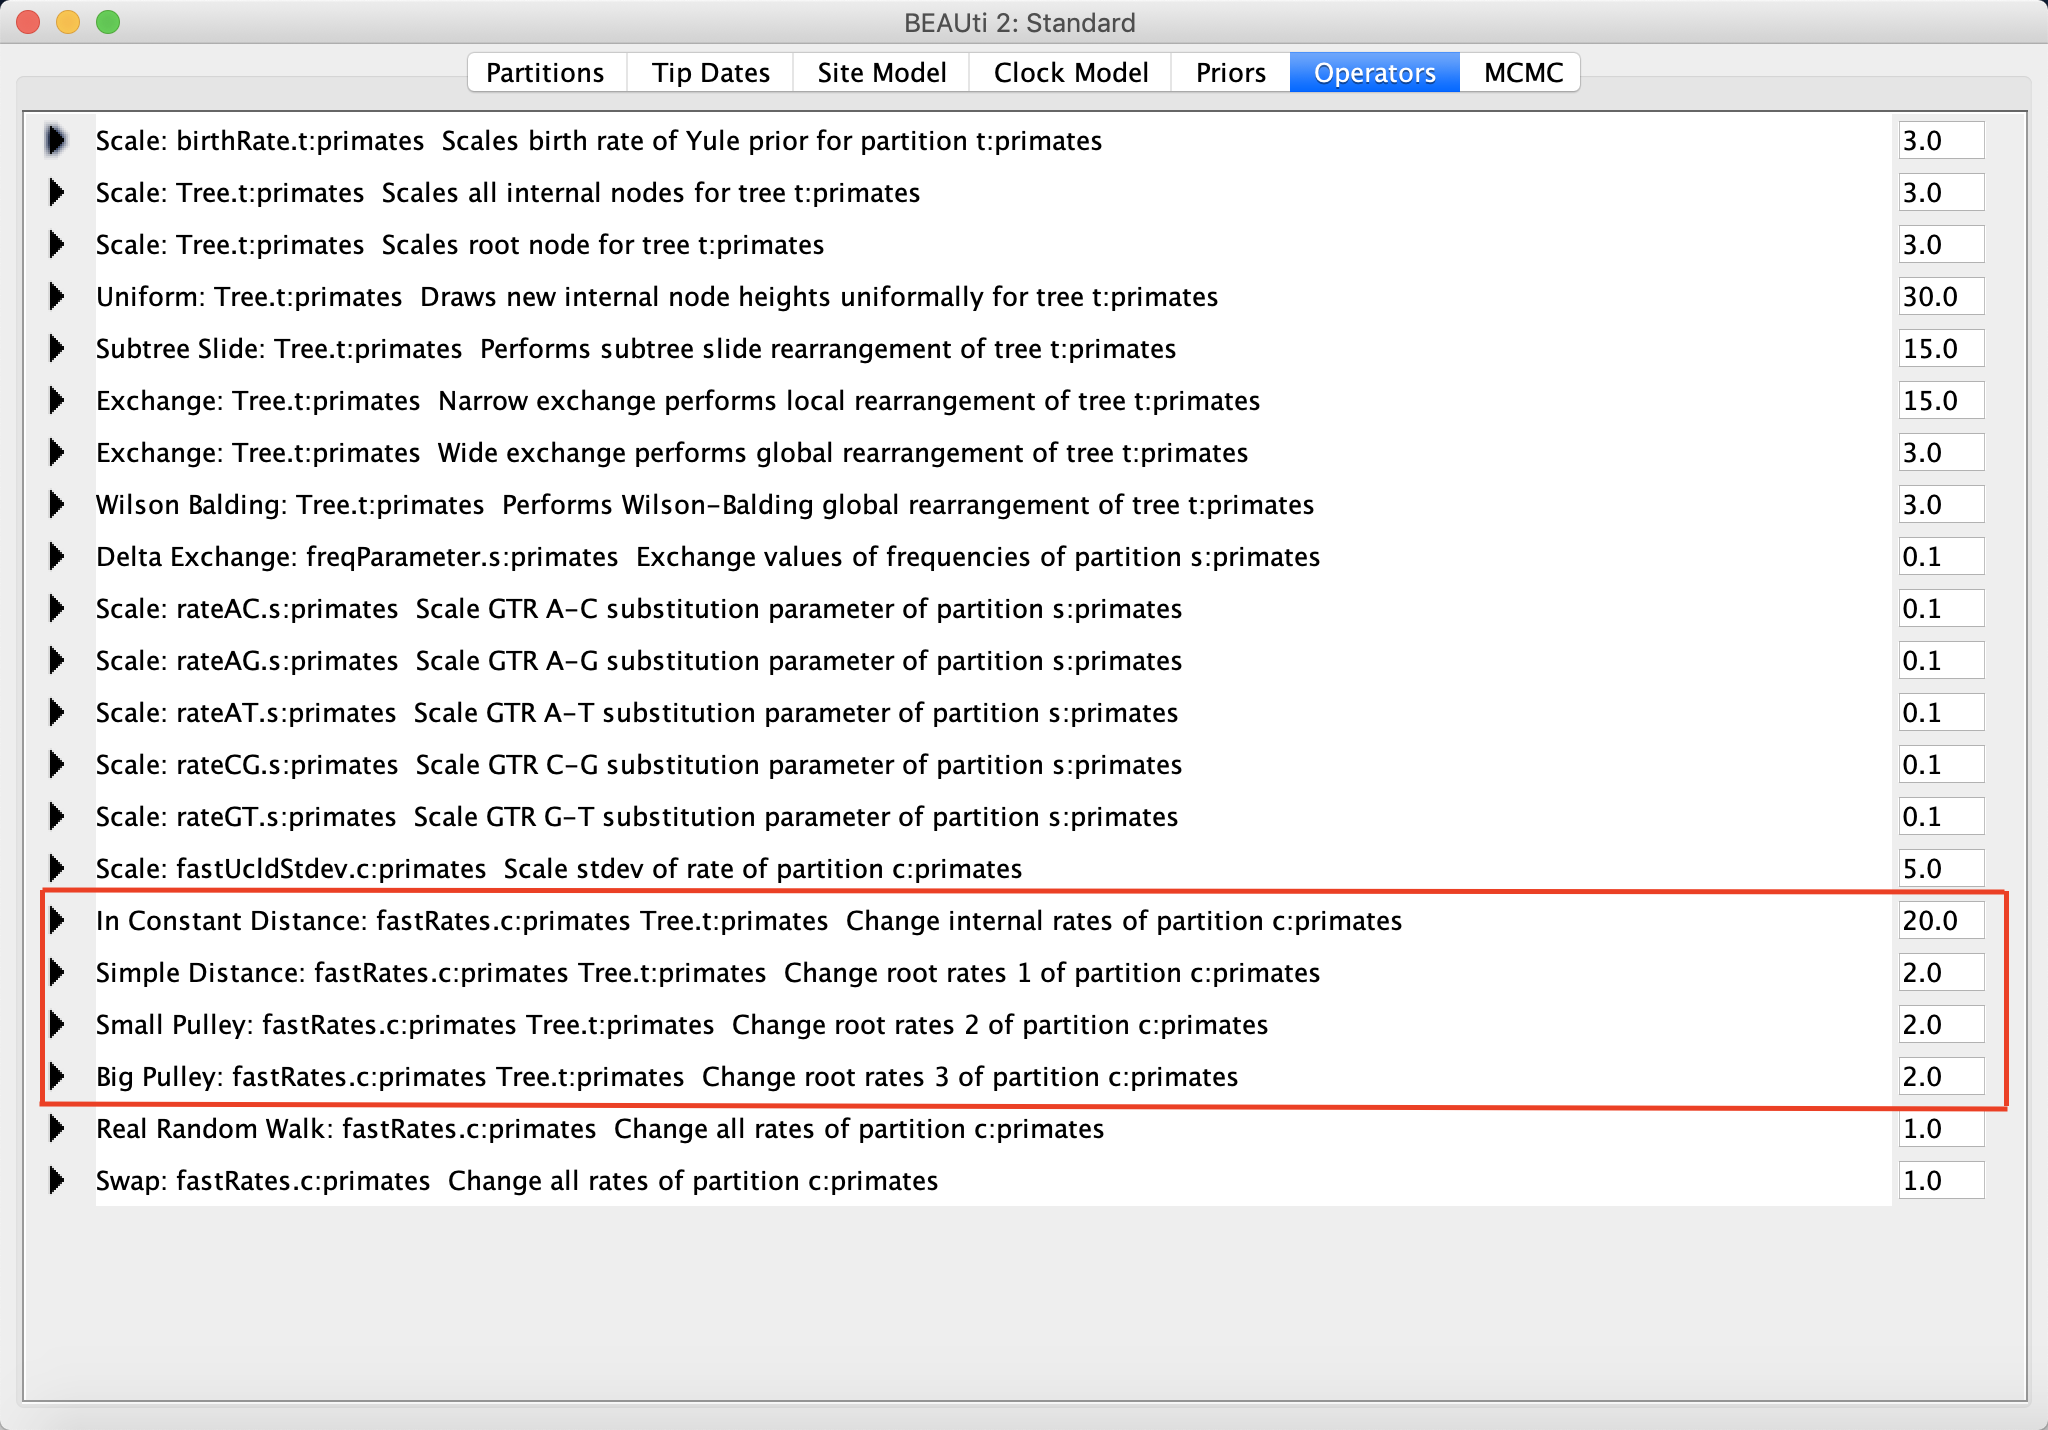 BEAUti 2: Standard
Partitions Tip Dates Site Model Clock Model Priors Operators MCMC
Scale: birthRate.t:primates Scales birth rate of Yule prior for partition t:primates 3.0
Scale: Tree.t:primates Scales all internal nodes for tree t:primates 3.0
Scale: Tree.t:primates Scales root node for tree t:primates 3.0
Uniform: Tree.t:primates Draws new internal node heights uniformally for tree t:primates 30.0
Subtree Slide: Tree.t:primates Performs subtree slide rearrangement of tree t:primates 15.0
Exchange: Tree.t:primates Narrow exchange performs local rearrangement of tree t:primates 15.0
Exchange: Tree.t:primates Wide exchange performs global rearrangement of tree t:primates 3.0
Wilson Balding: Tree.t:primates Performs Wilson-Balding global rearrangement of tree t:primates 3.0
Delta Exchange: freqParameter.s:primates Exchange values of frequencies of partition s:primates 0.1
Scale: rateAC.s:primates Scale GTR A-C substitution parameter of partition s:primates 0.1
Scale: rateAG.s:primates Scale GTR A-G substitution parameter of partition s:primates 0.1
Scale: rateAT.s:primates Scale GTR A-T substitution parameter of partition s:primates 0.1
Scale: rateCG.s:primates Scale GTR C-G substitution parameter of partition s:primates 0.1
Scale: rateGT.s:primates Scale GTR G-T substitution parameter of partition s:primates 0.1
Scale: fastUcldStdev.c:primates Scale stdev of rate of partition c:primates 5.0
In Constant Distance: fastRates.c:primates Tree.t:primates Change internal rates of partition c:primates 20.0
Simple Distance: fastRates.c:primates Tree.t:primates Change root rates 1 of partition c:primates 2.0
Small Pulley: fastRates.c:primates Tree.t:primates Change root rates 2 of partition c:primates 2.0
Big Pulley: fastRates.c:primates Tree.t:primates Change root rates 3 of partition c:primates 2.0
Real Random Walk: fastRates.c:primates Change all rates of partition c:primates 1.0
Swap: fastRates.c:primates Change all rates of partition c:primates 1.0